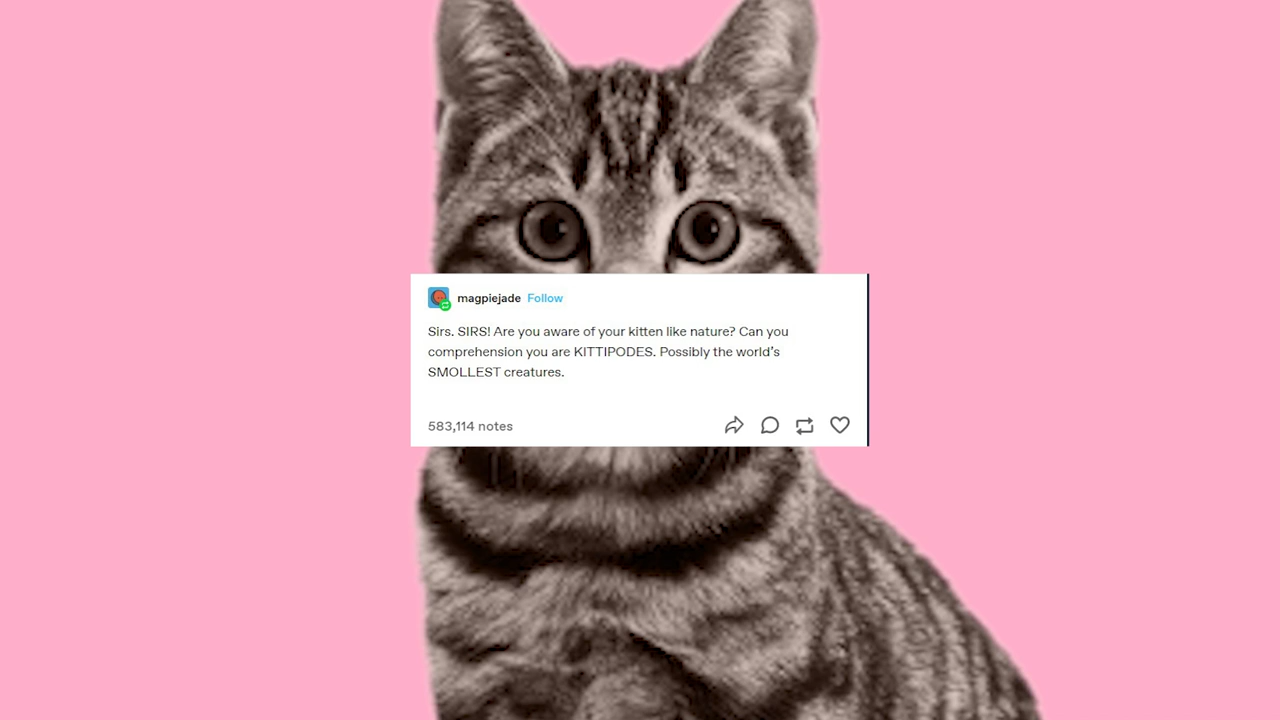 magpiejade Follow
Sirs. SIRS! Are you aware of your kitten like nature? Can you
comprehension you are KITTIPODES. Possibly the world's
SMOLLEST creatures.
583,114 notes